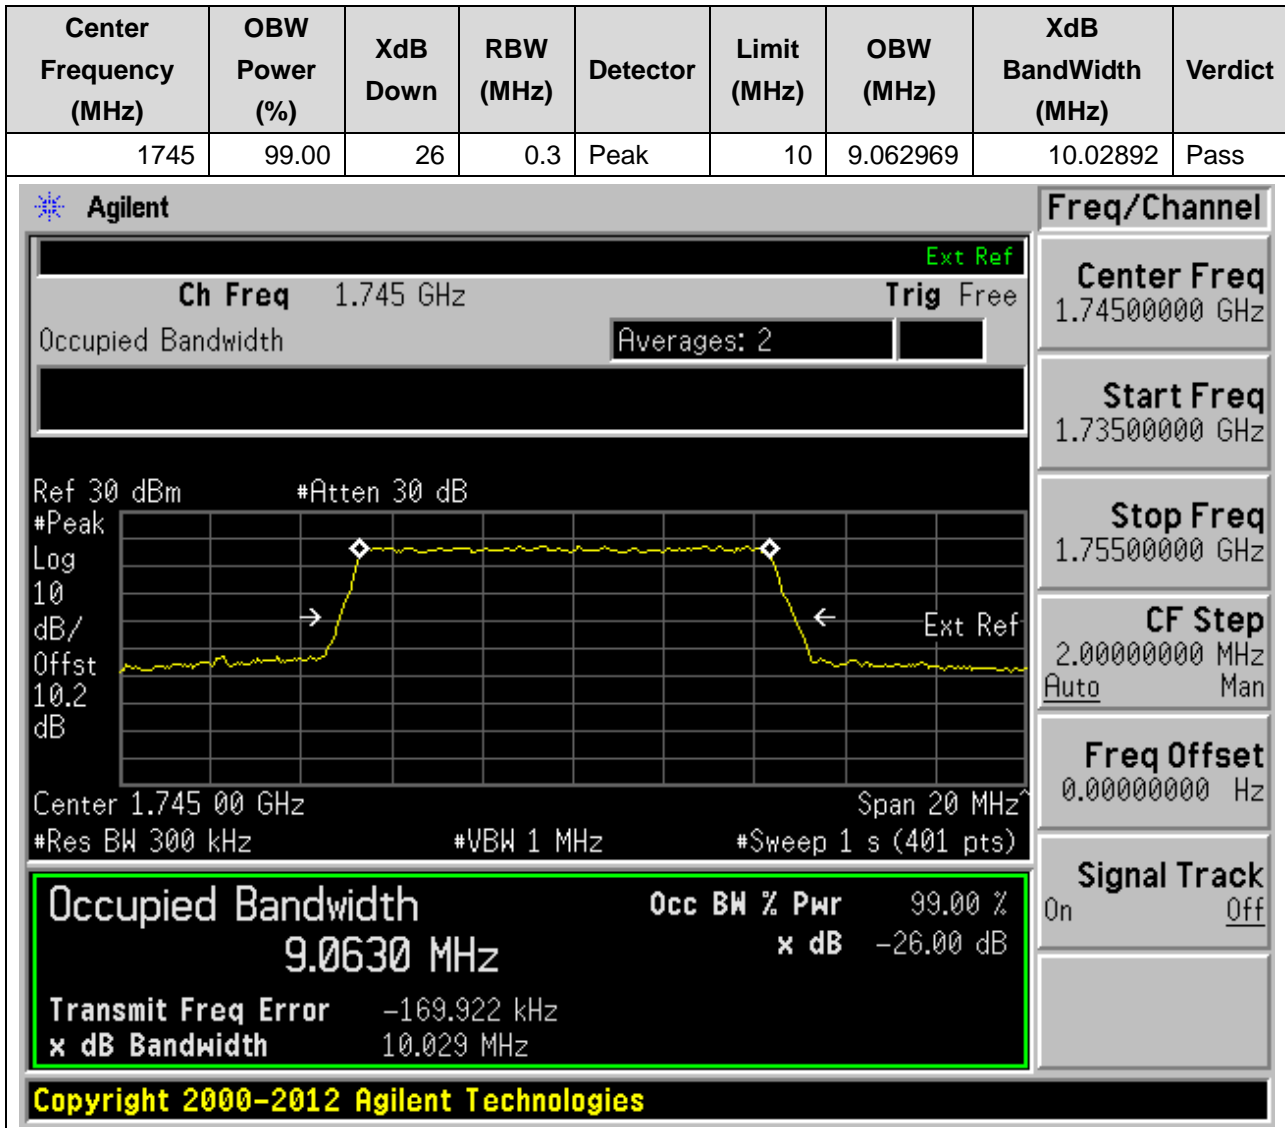 Center Frequency (MHz) OBW Power (%) XdB Down RBW (MHz) Detector Limit (MHz) OBW (MHz) XdB BandWidth (MHz) Verdict
1745 99.00 26 0.3 Peak 10 9.062969 10.02892 Pass
Agilent
Freq/Channel
Ext Ref
Ch Freq 1.745 GHz Trig Free
Occupied Bandwidth Averages: 2
Center Freq
1.74500000 GHz
Start Freq
1.73500000 GHz
Stop Freq
1.75500000 GHz
CF Step
2.00000000 MHz
Auto Man
Freq Offset
0.00000000 Hz
Signal Track
On Off
Ref 30 dBm #Atten 30 dB
#Peak
Log
10
dB/
Offst
10.2
dB
Ext Ref
Center 1.745 00 GHz Span 20 MHz^
#Res BW 300 kHz #VBW 1 MHz #Sweep 1 s (401 pts)
Occupied Bandwidth
9.0630 MHz
Occ BW % Pwr 99.00 %
x dB -26.00 dB
Transmit Freq Error -169.922 kHz
x dB Bandwidth 10.029 MHz
Copyright 2000-2012 Agilent Technologies